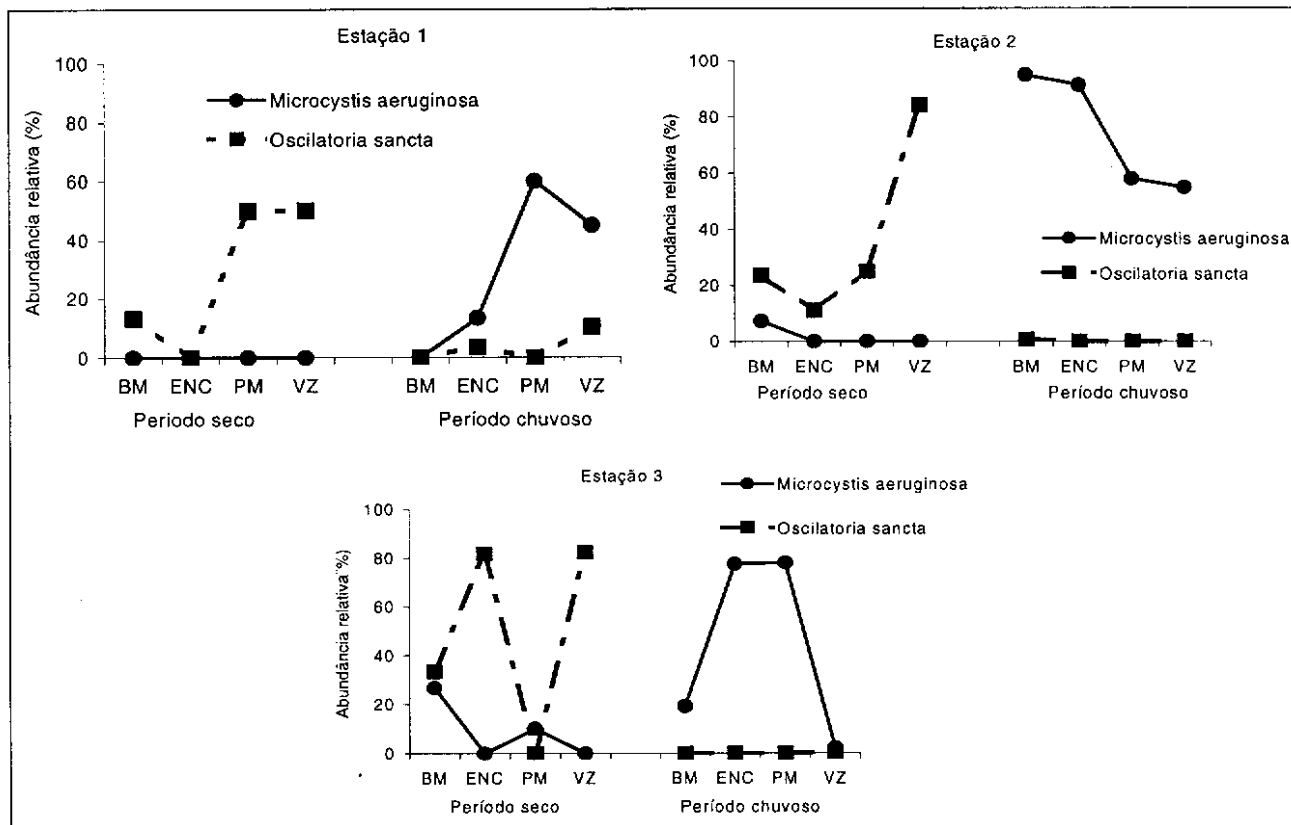 Estação 1
Abundância relativa (%)
100
80
60
40
20
0
Microcystis aeruginosa
Oscilatoria sancta
BM ENC PM VZ BM ENC PM VZ
Periodo seco Período chuvoso
Estação 2
Abundância relativa (%)
100
80
60
40
20
0
Microcystis aeruginosa
Oscilatoria sancta
BM ENC PM VZ BM ENC PM VZ
Período seco Período chuvoso
Estação 3
Abundância relativa (%)
100
80
60
40
20
0
Microcystis aeruginosa
Oscilatoria sancta
BM ENC PM VZ BM ENC PM VZ
Período seco Período chuvoso